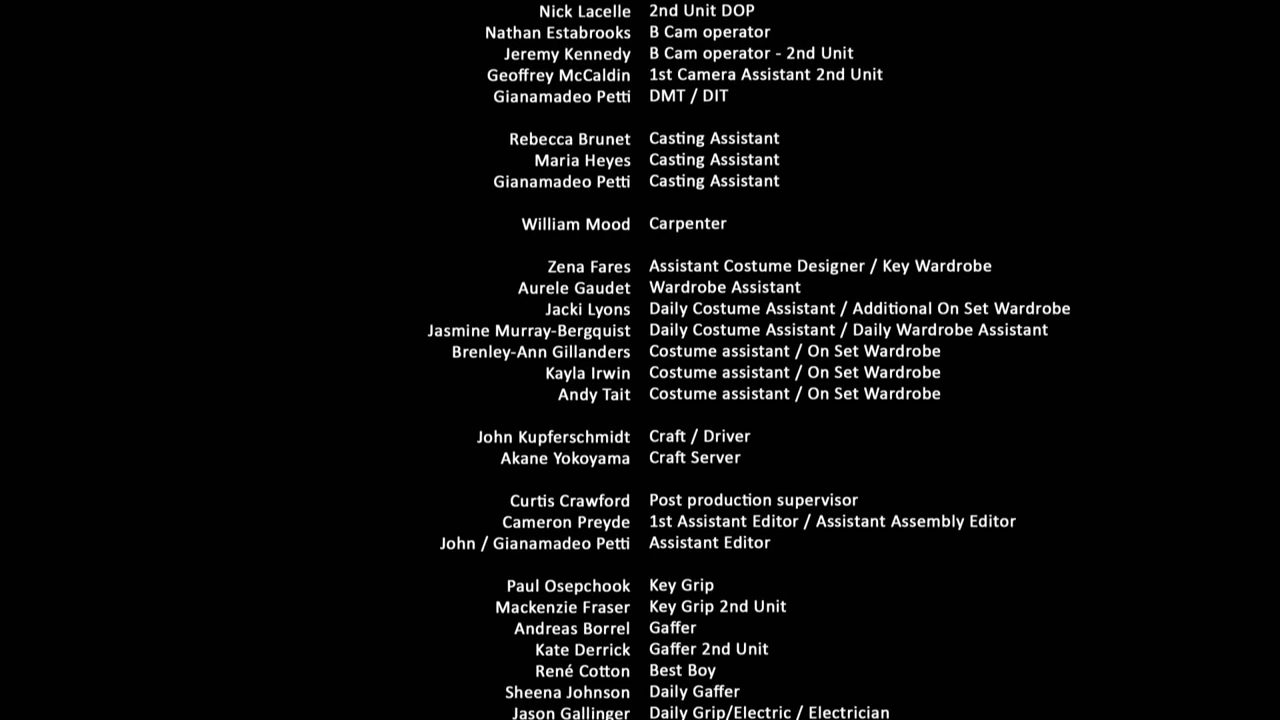 Nick Lacelle 2nd Unit DOP
Nathan Estabrooks B Cam operator
Jeremy Kennedy B Cam operator - 2nd Unit
Geoffrey McCaldin 1st Camera Assistant 2nd Unit
Gianamadeo Petti DMT / DIT
Rebecca Brunet Casting Assistant
Maria Heyes Casting Assistant
Gianamadeo Petti Casting Assistant
William Mood Carpenter
Zena Fares Assistant Costume Designer / Key Wardrobe
Aurele Gaudet Wardrobe Assistant
Jacki Lyons Daily Costume Assistant / Additional On Set Wardrobe
Jasmine Murray-Bergquist Daily Costume Assistant / Daily Wardrobe Assistant
Brenley-Ann Gillanders Costume assistant / On Set Wardrobe
Kayla Irwin Costume assistant / On Set Wardrobe
Andy Tait Costume assistant / On Set Wardrobe
John Kupferschmidt Craft / Driver
Akane Yokoyama Craft Server
Curtis Crawford Post production supervisor
Cameron Preyde 1st Assistant Editor / Assistant Assembly Editor
John / Gianamadeo Petti Assistant Editor
Paul Osepchook Key Grip
Mackenzie Fraser Key Grip 2nd Unit
Andreas Borrel Gaffer
Kate Derrick Gaffer 2nd Unit
René Cotton Best Boy
Sheena Johnson Daily Gaffer
Jason Gallinger Daily Grip/Electric / Electrician